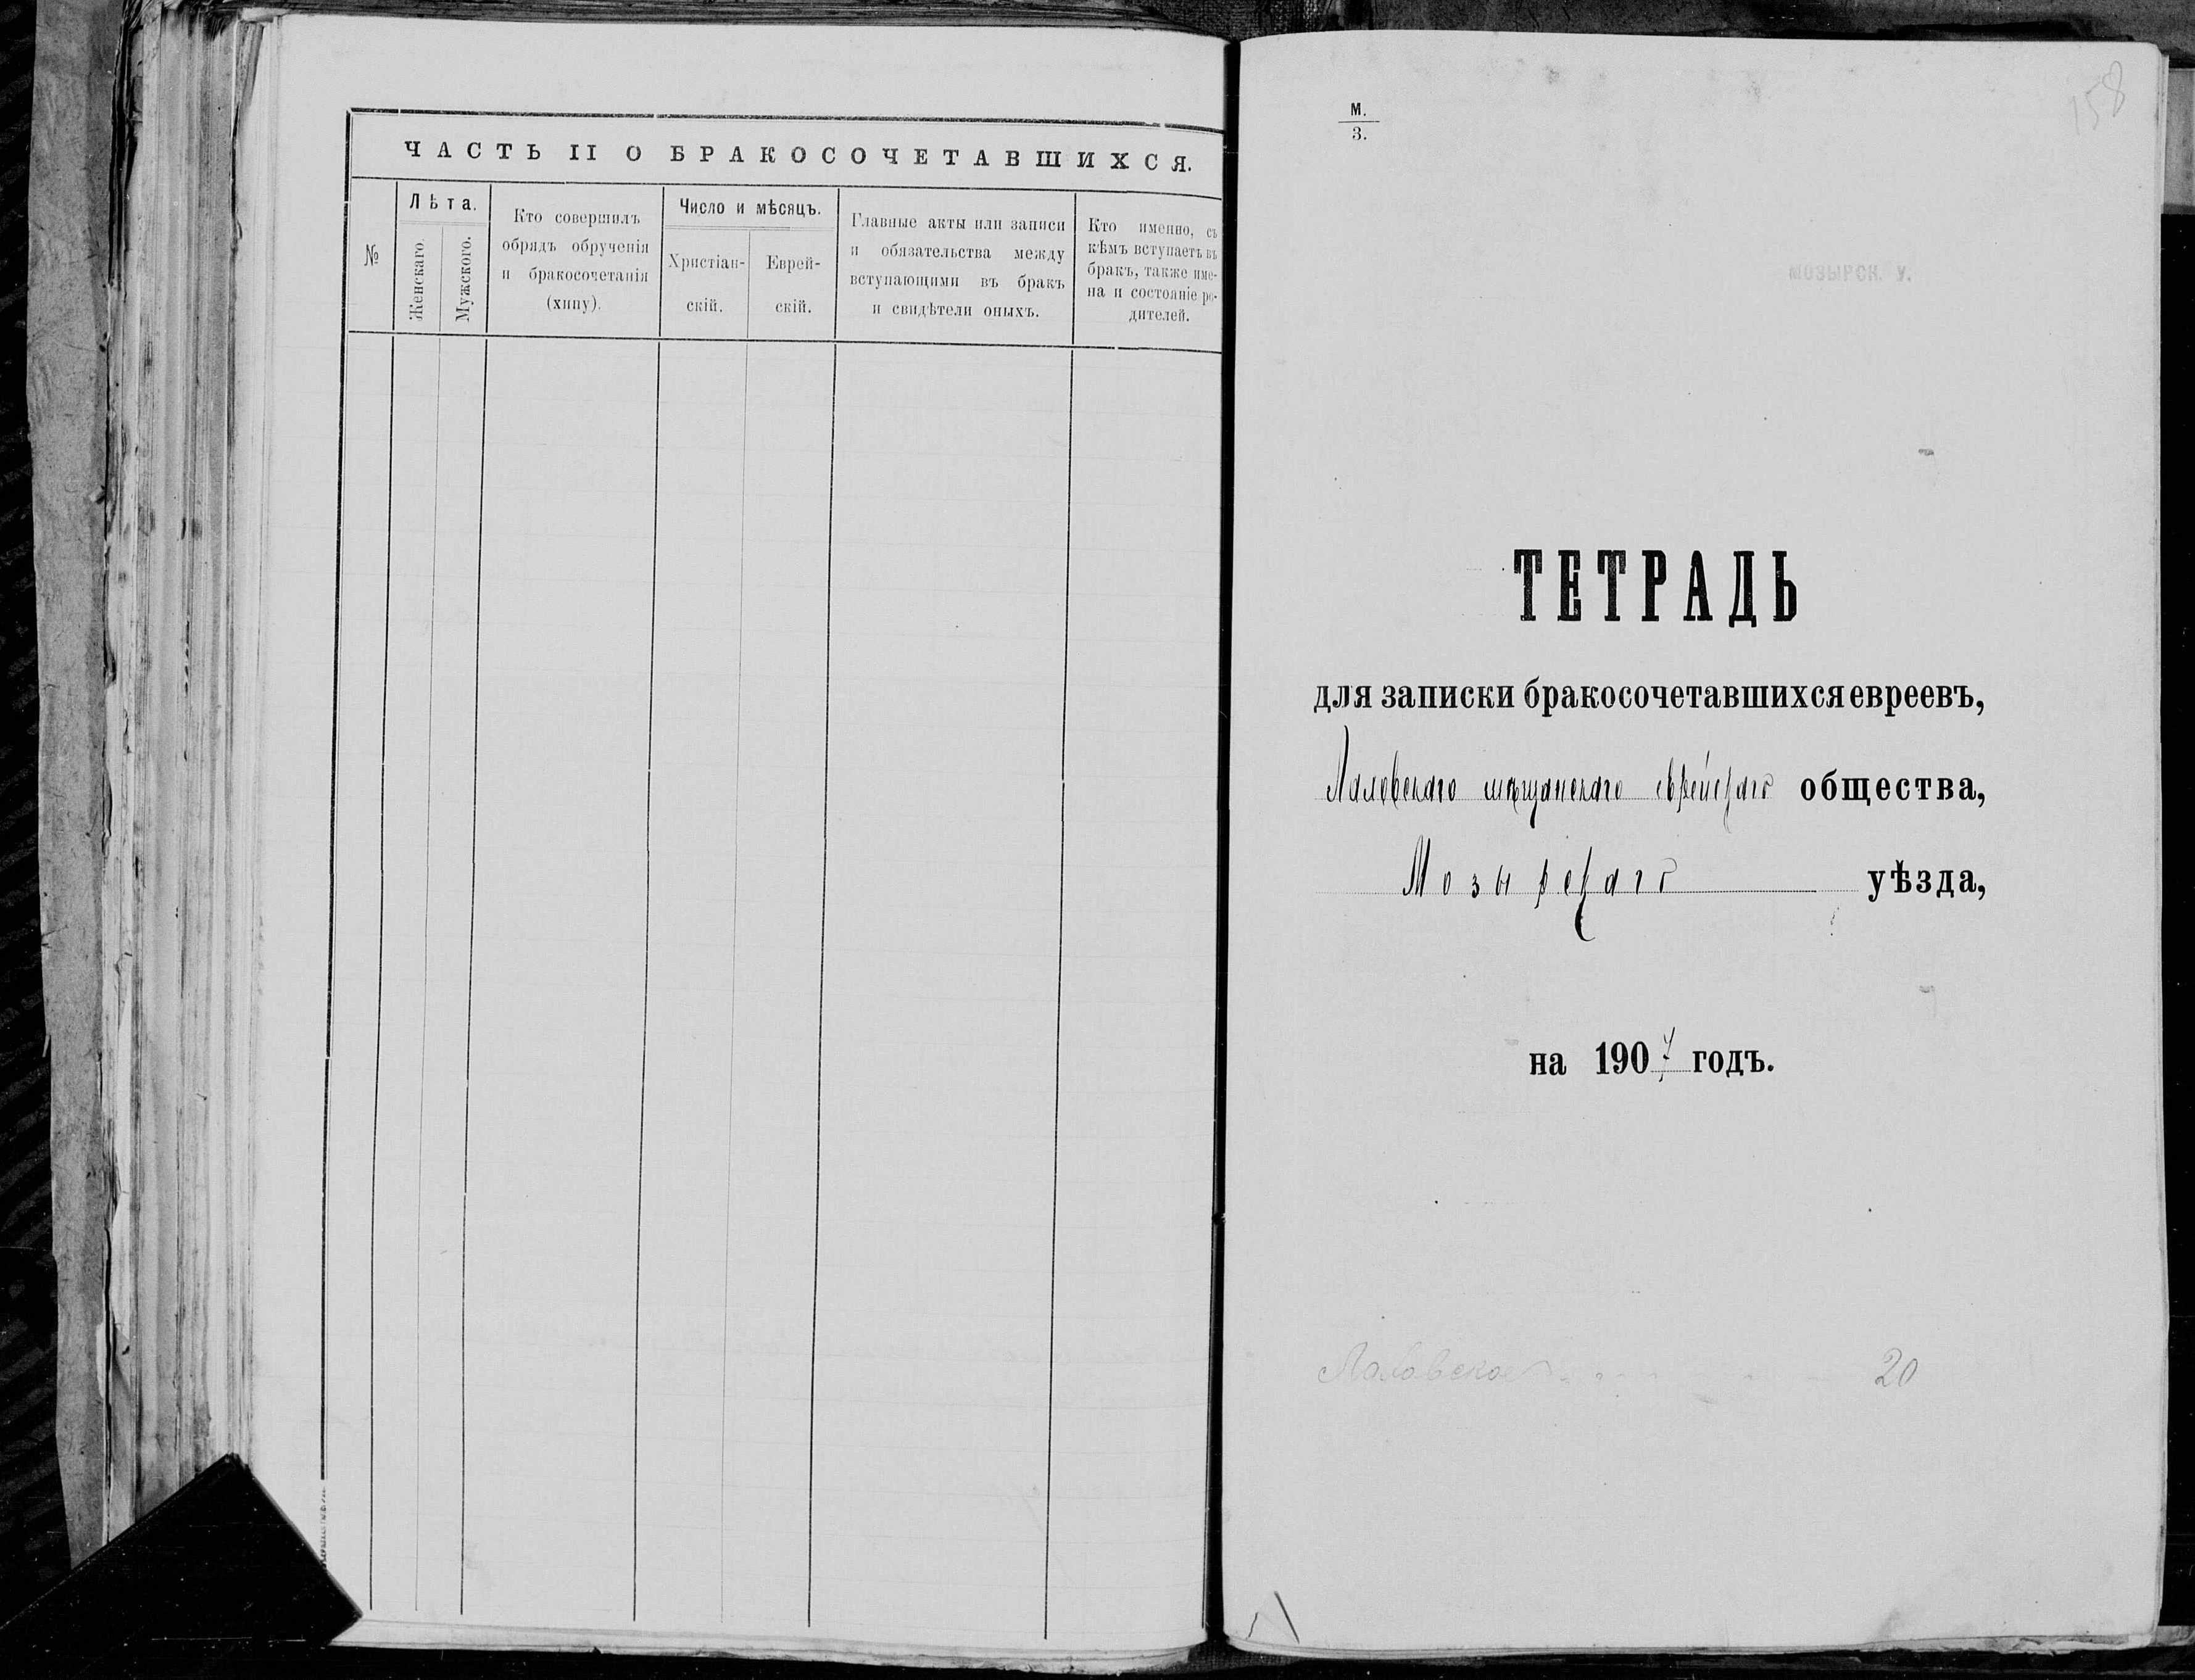 ЧАСТЬ II О БРАКОСОЧЕТАВШИХСЯ.
№
Лѣта.
Женскаго.
Мужского.
Кто совершилъ
обрядъ обрученія
и бракосочетанія
(хипу).
Число и мѣсяцъ.
Христіан-
скій.
Еврей-
скій.
Главные акты или записи
и обязательства между
вступающими въ бракъ
и свидѣтели оныхъ.
Кто именно, съ
кѣмъ вступаетъ въ
бракъ, также име-
на и состояніе ро-
дителей.
158
М.
3.
МОЗЫРСК. У.
ТЕТРАДЬ
для записки бракосочетавшихся евреевъ,
мѣщанскаго еврейскаго общества,
Мозырскаго уѣзда,
на 1907 годъ.
20